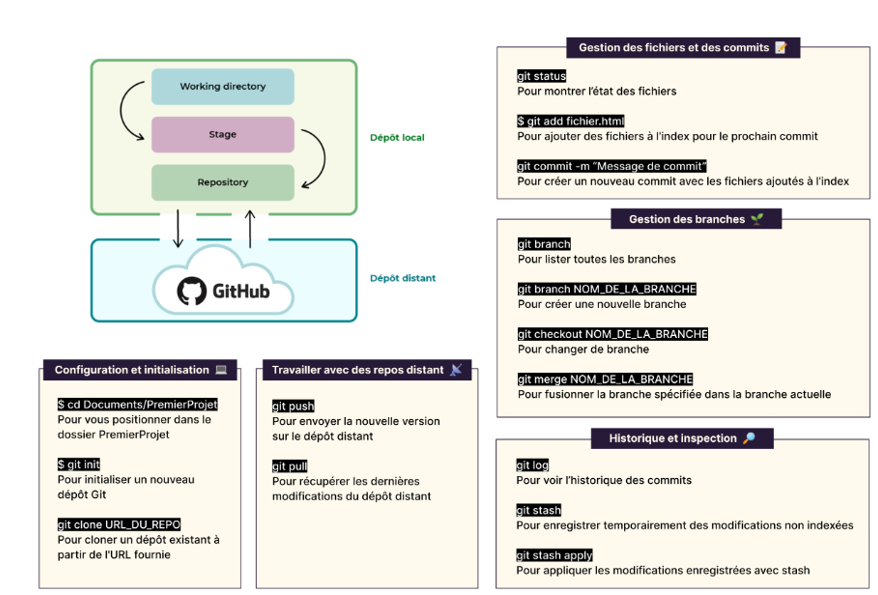 Working directory
Stage
Repository
Dépôt local
GitHub
Dépôt distant
Configuration et initialisation 💻
$ cd Documents/PremierProjet
Pour vous positionner dans le
dossier PremierProjet
$ git init
Pour initialiser un nouveau
dépôt Git
git clone URL_DU_REPO
Pour cloner un dépôt existant à
partir de l'URL fournie
Travailler avec des repos distant 📡
git push
Pour envoyer la nouvelle version
sur le dépôt distant
git pull
Pour récupérer les dernières
modifications du dépôt distant
Gestion des fichiers et des commits 📝
git status
Pour montrer l'état des fichiers
$ git add fichier.html
Pour ajouter des fichiers à l'index pour le prochain commit
git commit -m “Message de commit”
Pour créer un nouveau commit avec les fichiers ajoutés à l'index
Gestion des branches 🌱
git branch
Pour lister toutes les branches
git branch NOM_DE_LA_BRANCHE
Pour créer une nouvelle branche
git checkout NOM_DE_LA_BRANCHE
Pour changer de branche
git merge NOM_DE_LA_BRANCHE
Pour fusionner la branche spécifiée dans la branche actuelle
Historique et inspection 🔎
git log
Pour voir l'historique des commits
git stash
Pour enregistrer temporairement des modifications non indexées
git stash apply
Pour appliquer les modifications enregistrées avec stash